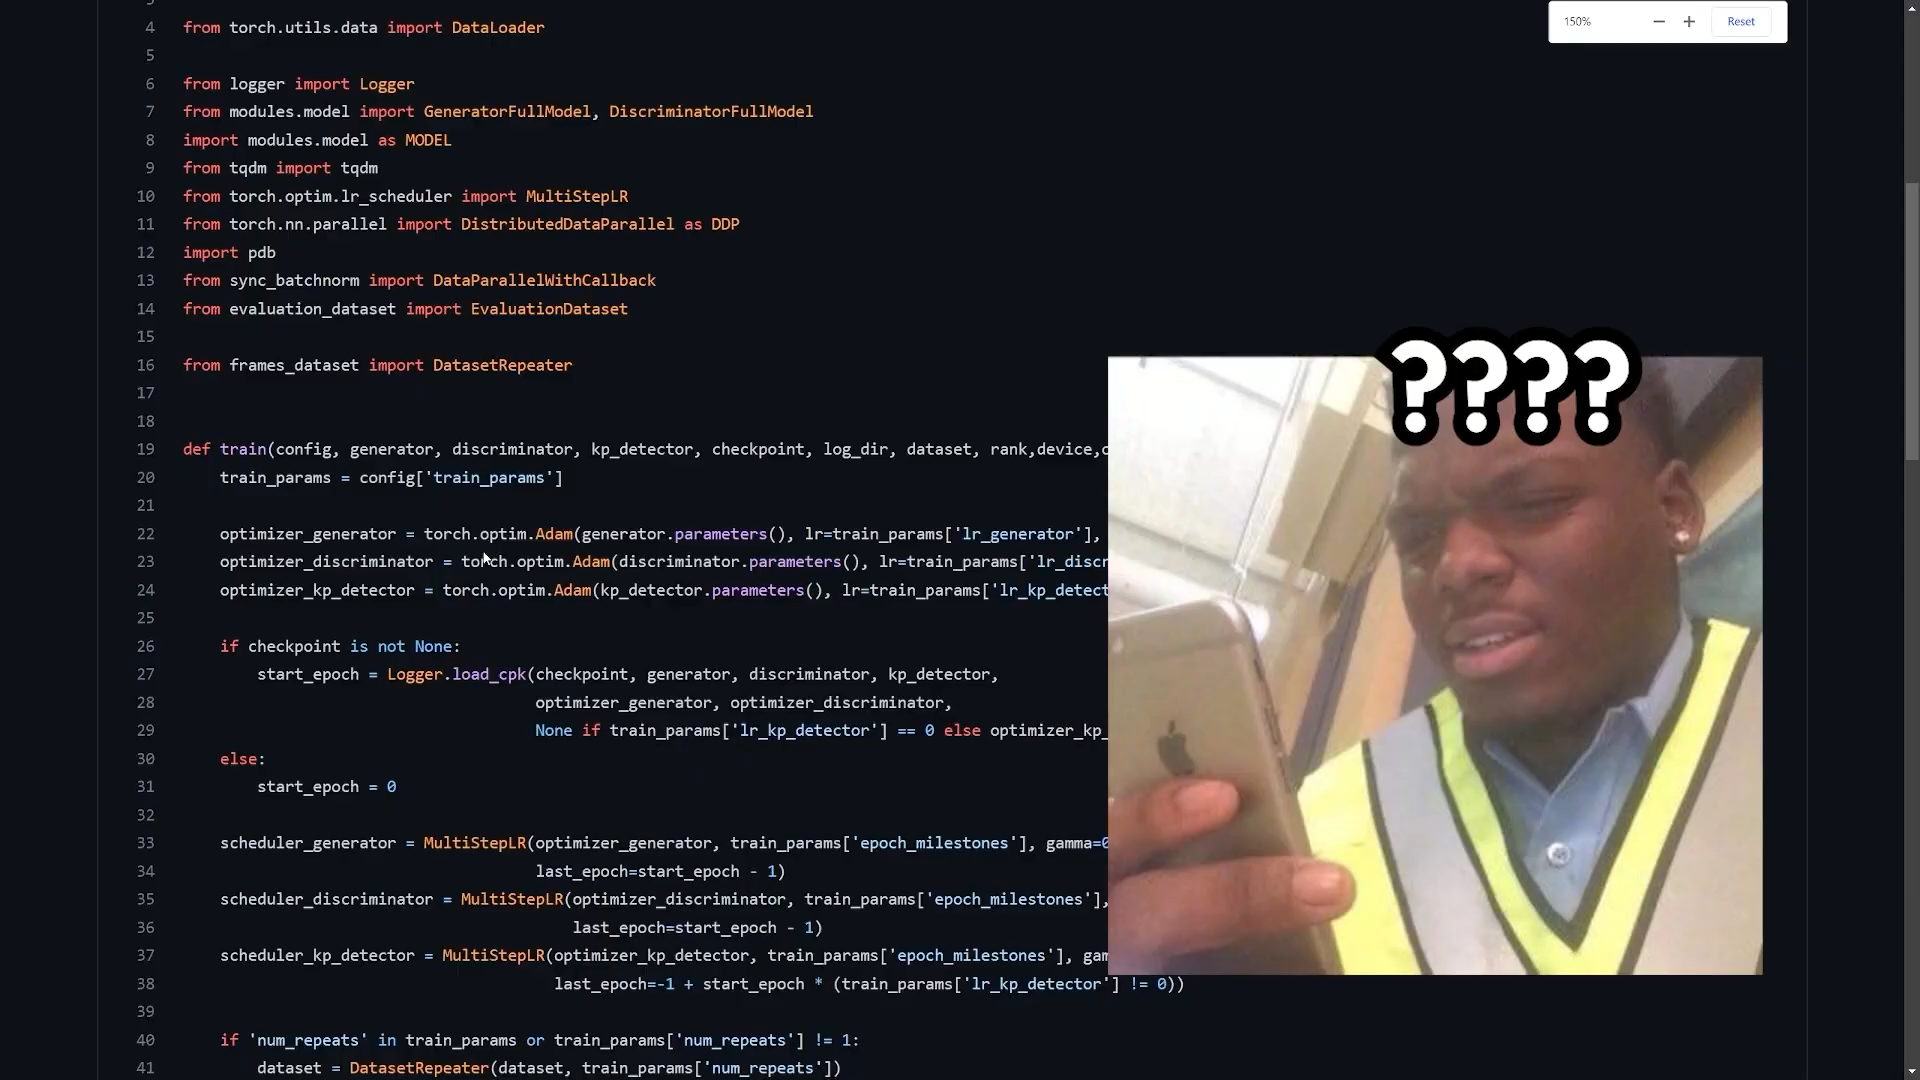 150% Reset
4 from torch.utils.data import DataLoader
5
6 from logger import Logger
7 from modules.model import GeneratorFullModel, DiscriminatorFullModel
8 import modules.model as MODEL
9 from tqdm import tqdm
10 from torch.optim.lr_scheduler import MultiStepLR
11 from torch.nn.parallel import DistributedDataParallel as DDP
12 import pdb
13 from sync_batchnorm import DataParallelWithCallback
14 from evaluation_dataset import EvaluationDataset
15
16 from frames_dataset import DatasetRepeater
17
????
18
19 def train(config, generator, discriminator, kp_detector, checkpoint, log_dir, dataset, rank,device,
20 train_params = config['train_params']
21
22 optimizer_generator = torch.optim.Adam(generator.parameters(), lr=train_params['lr_generator'],
23 optimizer_discriminator = torch.optim.Adam(discriminator.parameters(), lr=train_params['lr_discr
24 optimizer_kp_detector = torch.optim.Adam(kp_detector.parameters(), lr=train_params['lr_kp_detect
25
26 if checkpoint is not None:
27 start_epoch = Logger.load_cpk(checkpoint, generator, discriminator, kp_detector,
28 optimizer_generator, optimizer_discriminator,
29 None if train_params['lr_kp_detector'] == 0 else optimizer_kp_
30 else:
31 start_epoch = 0
32
33 scheduler_generator = MultiStepLR(optimizer_generator, train_params['epoch_milestones'], gamma=0
34 last_epoch=start_epoch - 1)
35 scheduler_discriminator = MultiStepLR(optimizer_discriminator, train_params['epoch_milestones'],
36 last_epoch=start_epoch - 1)
37 scheduler_kp_detector = MultiStepLR(optimizer_kp_detector, train_params['epoch_milestones'], gam
38 last_epoch=-1 + start_epoch * (train_params['lr_kp_detector'] != 0))
39
40 if 'num_repeats' in train_params or train_params['num_repeats'] != 1:
41 dataset = DatasetRepeater(dataset, train_params['num_repeats'])